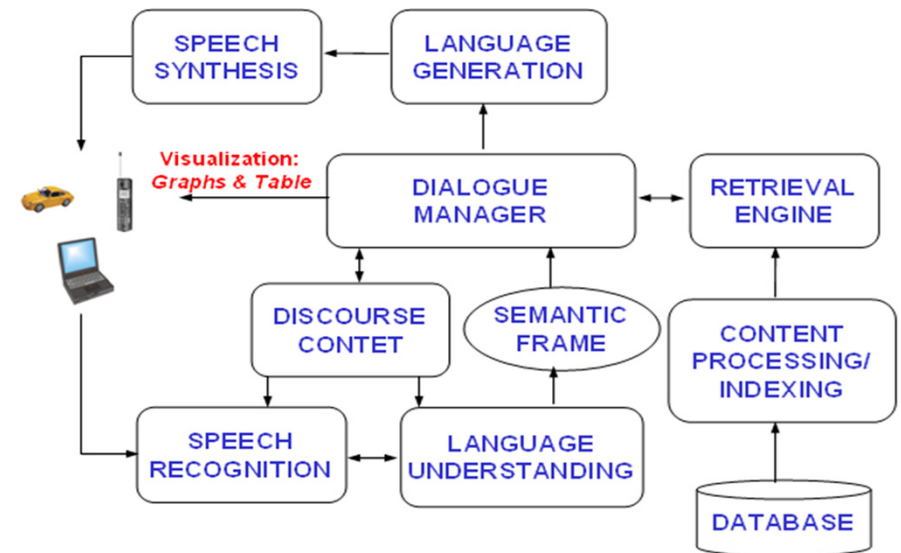 SPEECH
SYNTHESIS
LANGUAGE
GENERATION
Visualization:
Graphs & Table
DIALOGUE
MANAGER
RETRIEVAL
ENGINE
DISCOURSE
CONTET
SEMANTIC
FRAME
CONTENT
PROCESSING/
INDEXING
SPEECH
RECOGNITION
LANGUAGE
UNDERSTANDING
DATABASE